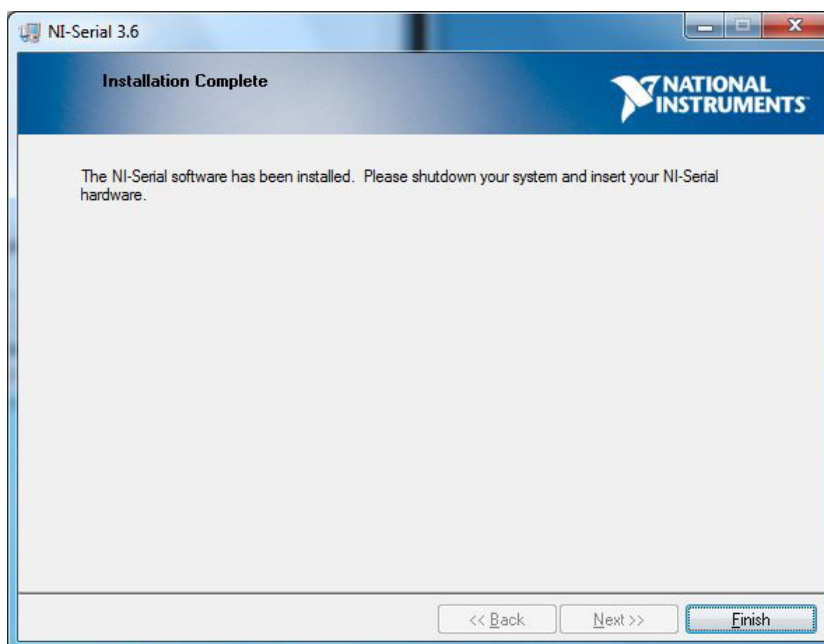 NI-Serial 3.6
Installation Complete
NATIONAL
INSTRUMENTS
The NI-Serial software has been installed. Please shutdown your system and insert your NI-Serial
hardware.
<< Back Next >> Finish